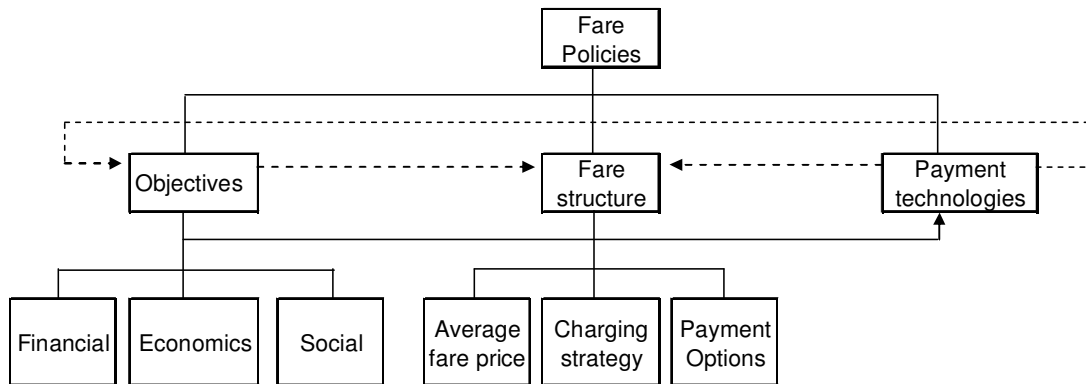 Fare
Policies
Objectives
Fare
structure
Payment
technologies
Financial
Economics
Social
Average
fare price
Charging
strategy
Payment
Options